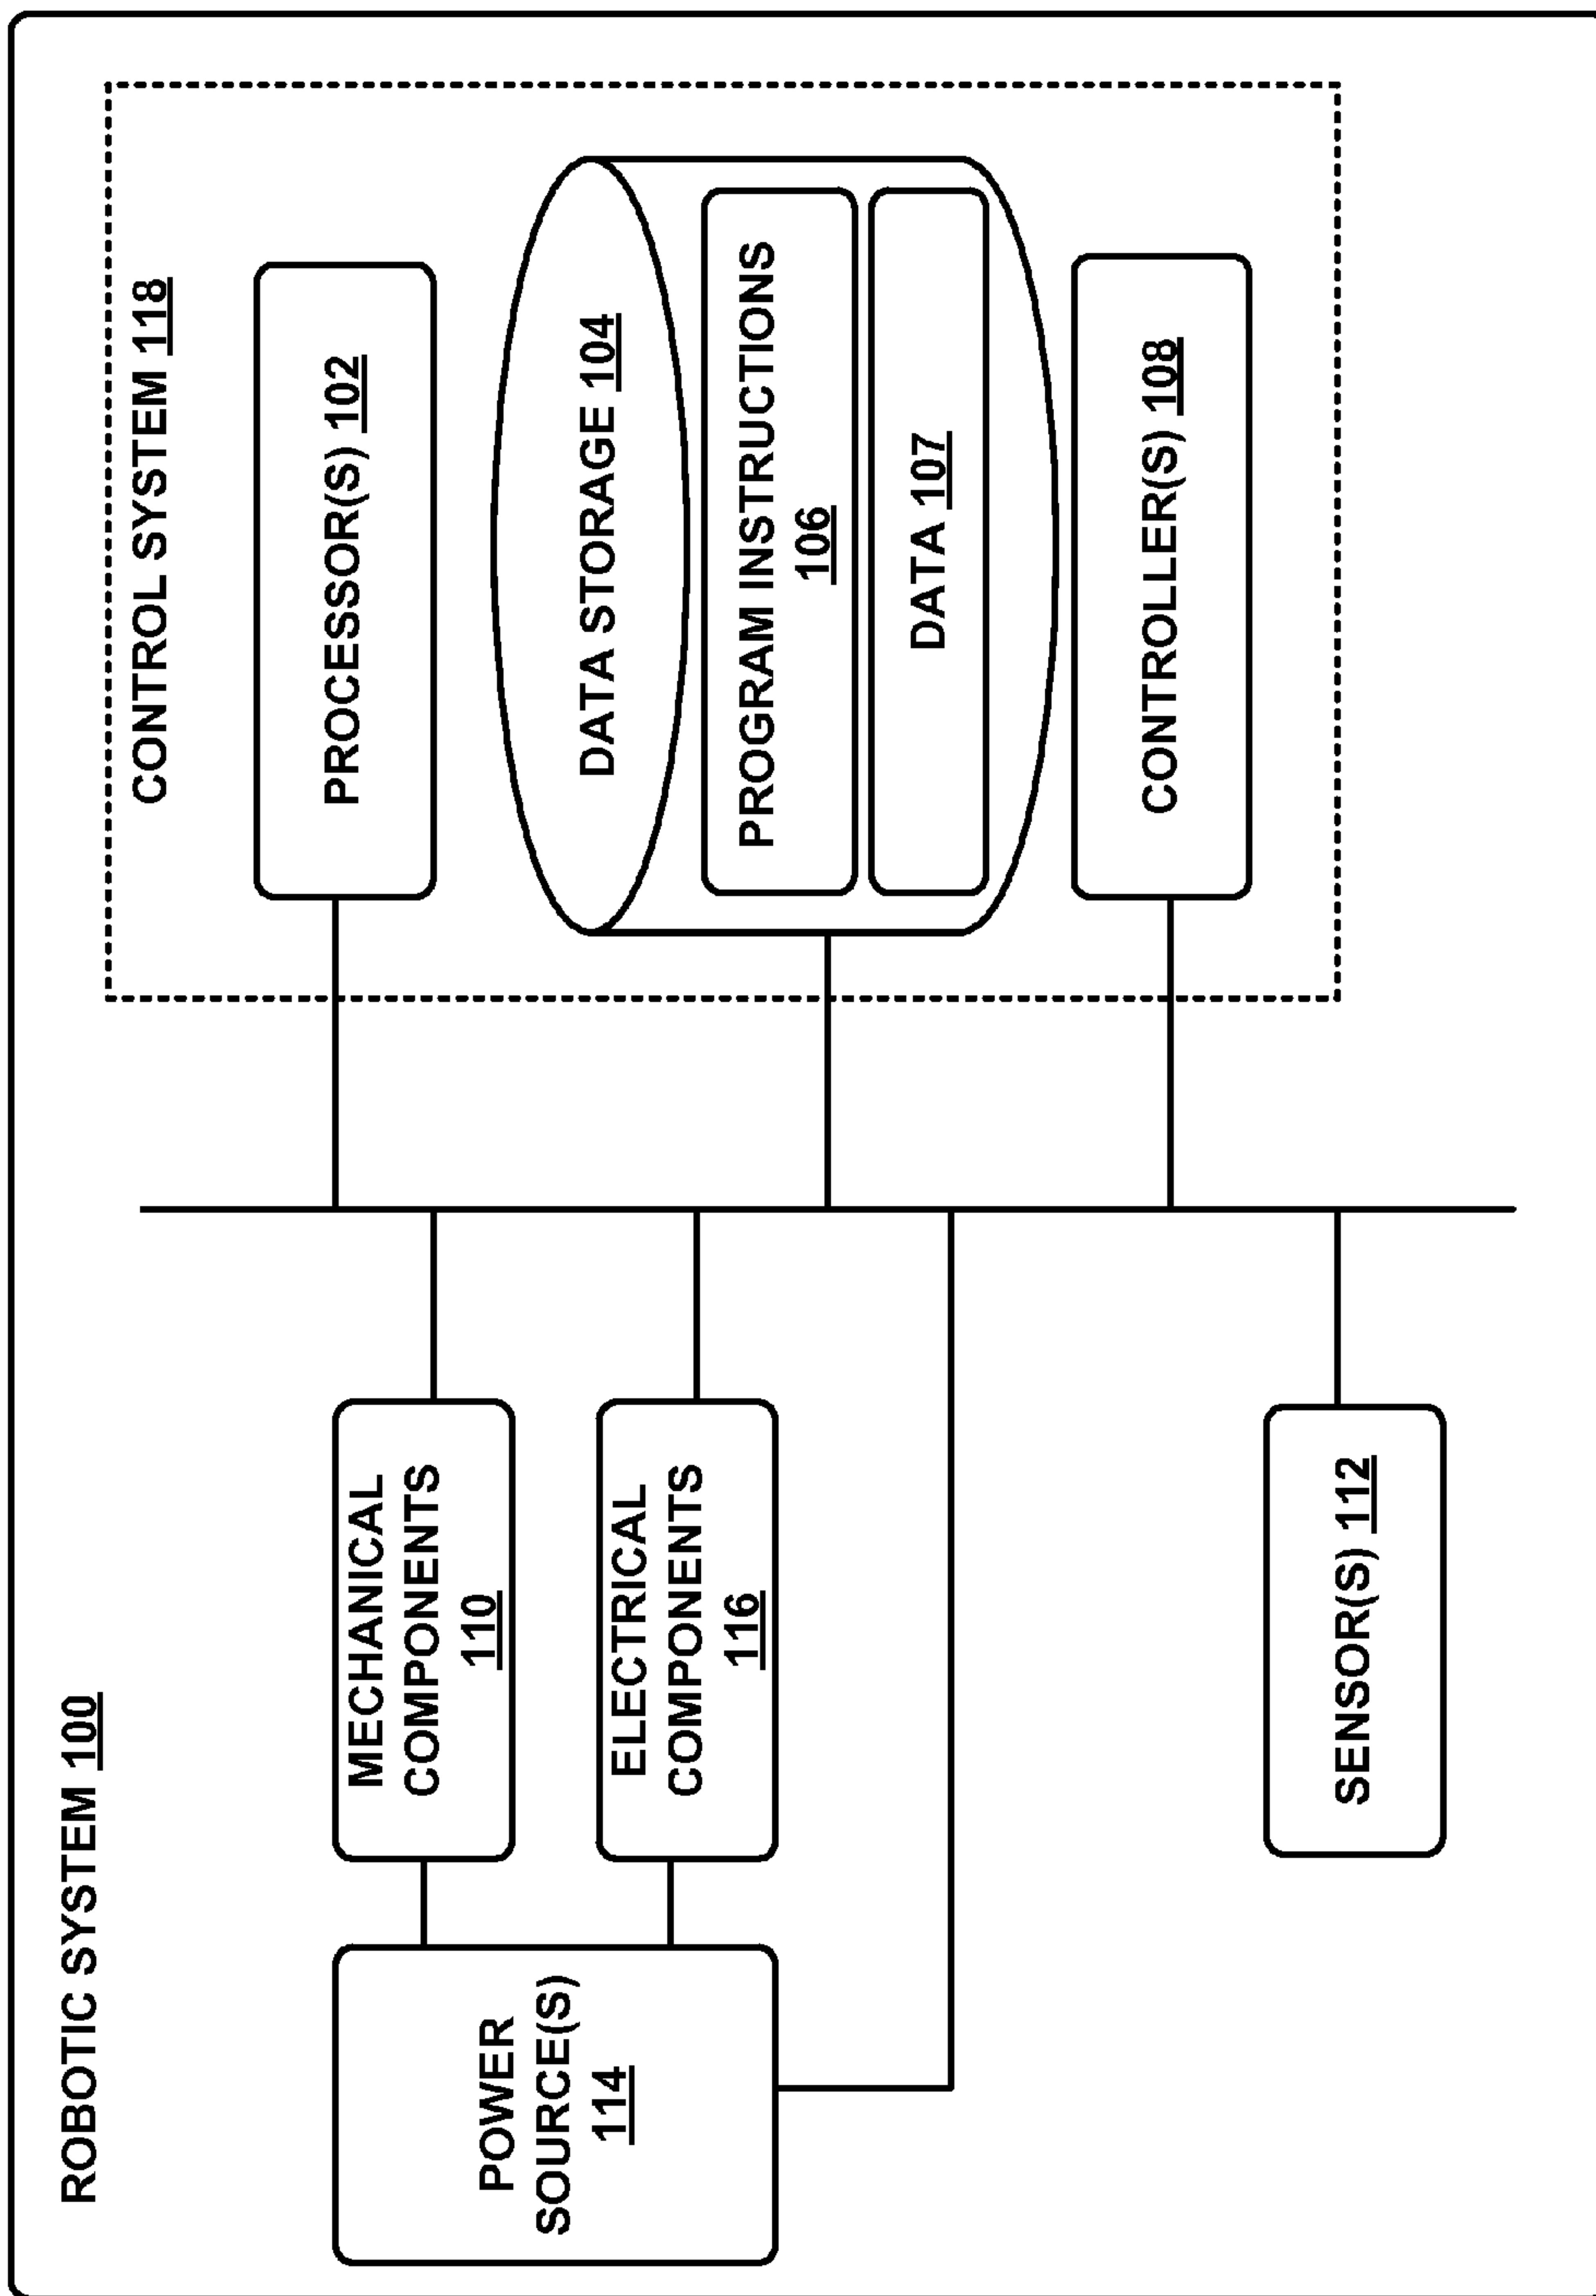 ROBOTIC SYSTEM 100
POWER
SOURCE(S)
114
MECHANICAL
COMPONENTS
110
ELECTRICAL
COMPONENTS
116
SENSOR(S) 112
CONTROL SYSTEM 118
PROCESSOR(S) 102
DATA STORAGE 104
PROGRAM INSTRUCTIONS
106
DATA 107
CONTROLLER(S) 108